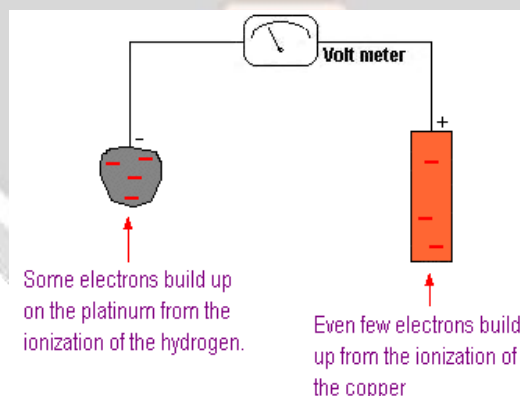 Volt meter
- +
Some electrons build up
on the platinum from the
ionization of the hydrogen.
Even few electrons build
up from the ionization of
the copper